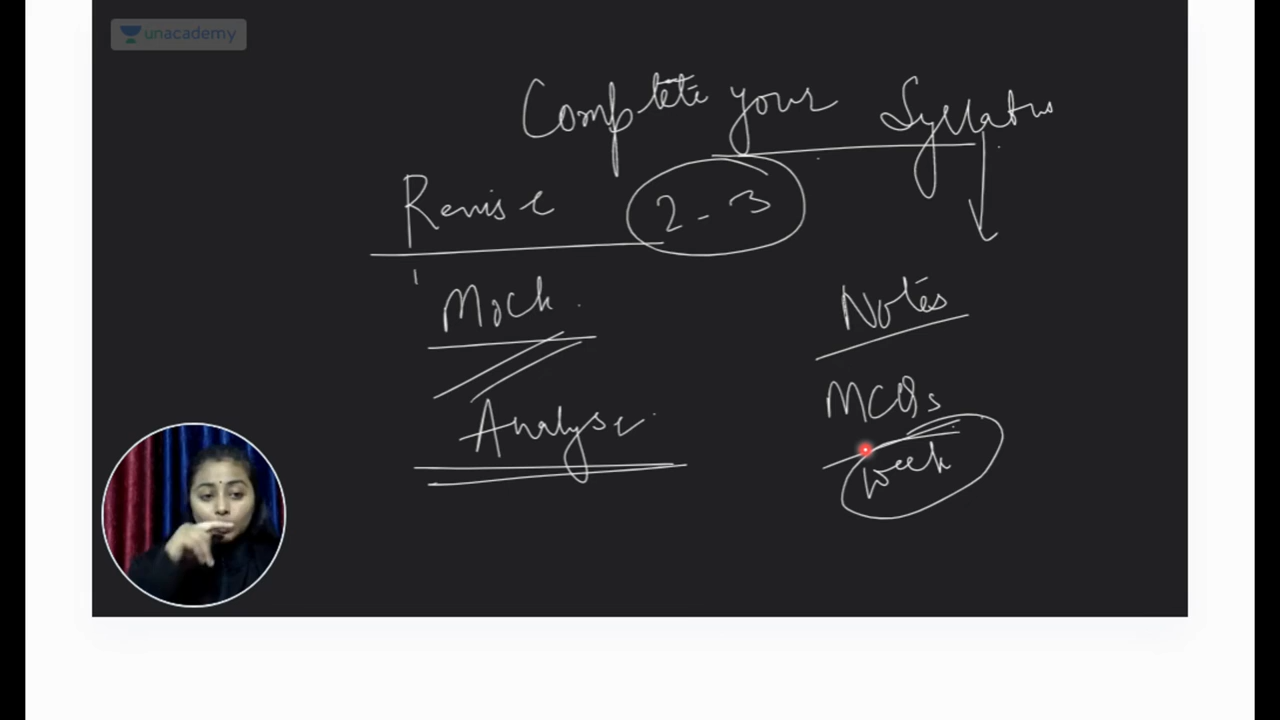 unacademy
Complete your Syllabus
Revise 2-3
Mock
Notes
MCQs
Analyse
week